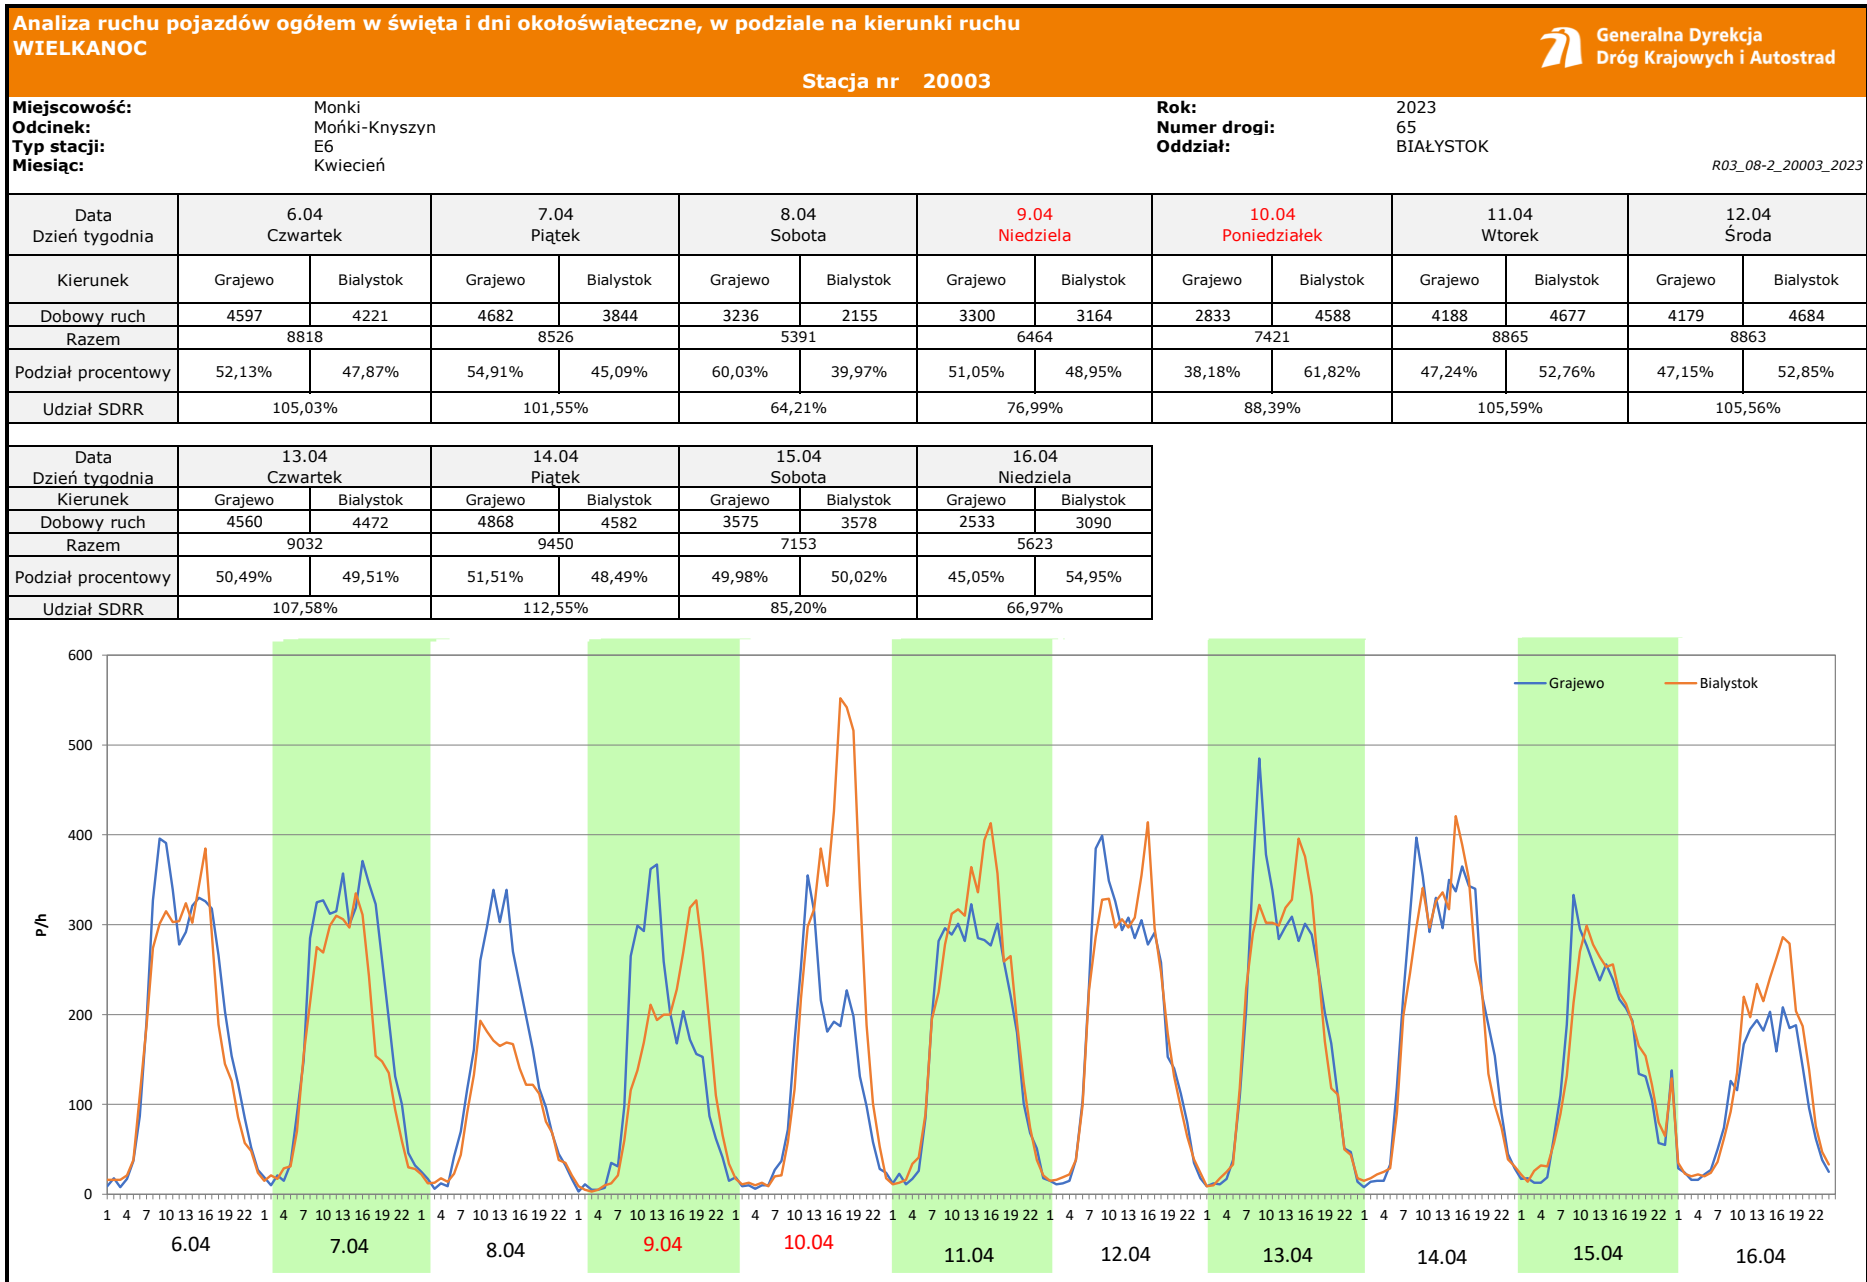 Analiza ruchu pojazdów ogółem w święta i dni okołoświąteczne, w podziale na kierunki ruchu
WIELKANOC
Generalna Dyrekcja
Dróg Krajowych i Autostrad
Stacja nr 20003
Miejscowość: Monki Rok: 2023
Odcinek: Mońki-Knyszyn Numer drogi: 65
Typ stacji: E6 Oddział: BIAŁYSTOK
Miesiąc: Kwiecień R03_08-2_20003_2023
Data 6.04 7.04 8.04 9.04 10.04 11.04 12.04
Dzień tygodnia Czwartek Piątek Sobota Niedziela Poniedziałek Wtorek Środa
Kierunek Grajewo Bialystok Grajewo Bialystok Grajewo Bialystok Grajewo Bialystok Grajewo Bialystok Grajewo Bialystok Grajewo Bialystok
Dobowy ruch 4597 4221 4682 3844 3236 2155 3300 3164 2833 4588 4188 4677 4179 4684
Razem 8818 8526 5391 6464 7421 8865 8863
Podział procentowy 52,13% 47,87% 54,91% 45,09% 60,03% 39,97% 51,05% 48,95% 38,18% 61,82% 47,24% 52,76% 47,15% 52,85%
Udział SDRR 105,03% 101,55% 64,21% 76,99% 88,39% 105,59% 105,56%
Data 13.04 14.04 15.04 16.04
Dzień tygodnia Czwartek Piątek Sobota Niedziela
Kierunek Grajewo Bialystok Grajewo Bialystok Grajewo Bialystok Grajewo Bialystok
Dobowy ruch 4560 4472 4868 4582 3575 3578 2533 3090
Razem 9032 9450 7153 5623
Podział procentowy 50,49% 49,51% 51,51% 48,49% 49,98% 50,02% 45,05% 54,95%
Udział SDRR 107,58% 112,55% 85,20% 66,97%
600
Grajewo Bialystok
500
400
300
P/h
200
100
0
1 4 7 10 13 16 19 22 1 4 7 10 13 16 19 22 1 4 7 10 13 16 19 22 1 4 7 10 13 16 19 22 1 4 7 10 13 16 19 22 1 4 7 10 13 16 19 22 1 4 7 10 13 16 19 22 1 4 7 10 13 16 19 22 1 4 7 10 13 16 19 22 1 4 7 10 13 16 19 22 1 4 7 10 13 16 19 22
6.04 7.04 8.04 9.04 10.04 11.04 12.04 13.04 14.04 15.04 16.04